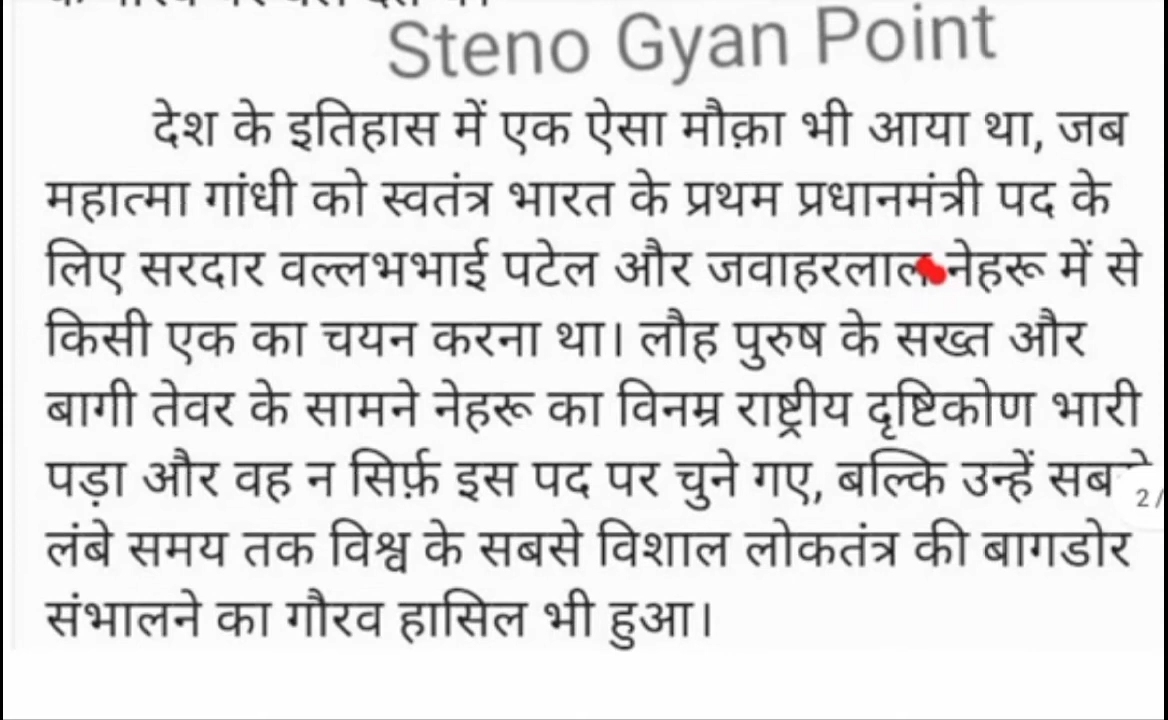 Steno Gyan Point
देश के इतिहास में एक ऐसा मौक़ा भी आया था, जब
महात्मा गांधी को स्वतंत्र भारत के प्रथम प्रधानमंत्री पद के
लिए सरदार वल्लभभाई पटेल और जवाहरलाल नेहरू में से
किसी एक का चयन करना था। लौह पुरुष के सख्त और
बागी तेवर के सामने नेहरू का विनम्र राष्ट्रीय दृष्टिकोण भारी
पड़ा और वह न सिर्फ़ इस पद पर चुने गए, बल्कि उन्हें
2/
लंबे समय तक विश्व के सबसे विशाल लोकतंत्र की बागडोर
संभालने का गौरव हासिल भी हुआ।